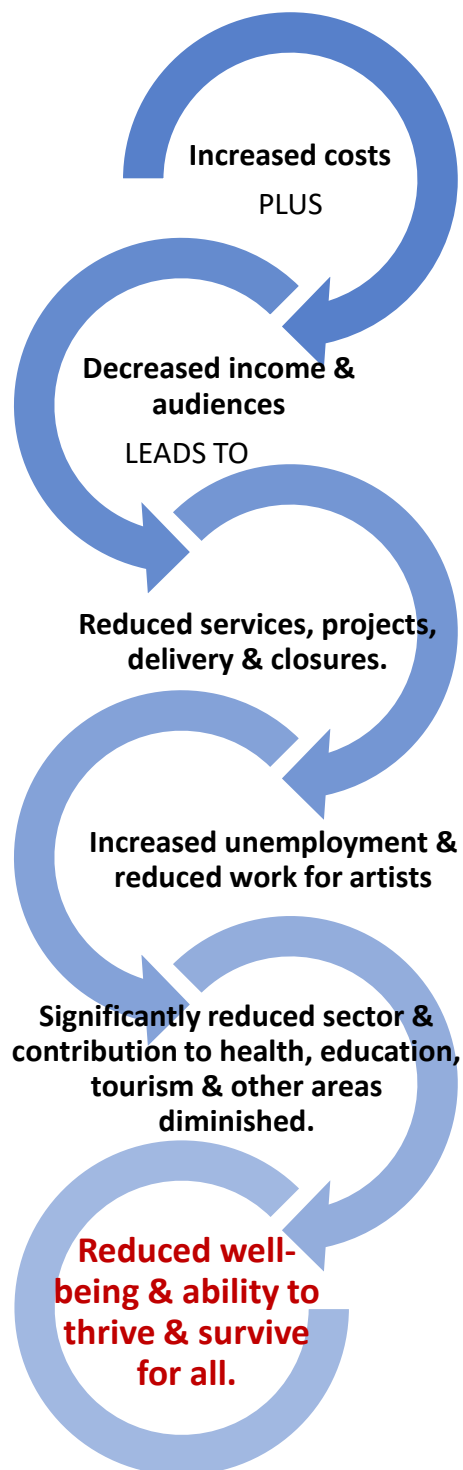 Increased costs
PLUS
Decreased income &
audiences
LEADS TO
Reduced services, projects,
delivery & closures.
Increased unemployment &
reduced work for artists
Significantly reduced sector &
contribution to health, education,
tourism & other areas
diminished.
Reduced well-
being & ability to
thrive & survive
for all.